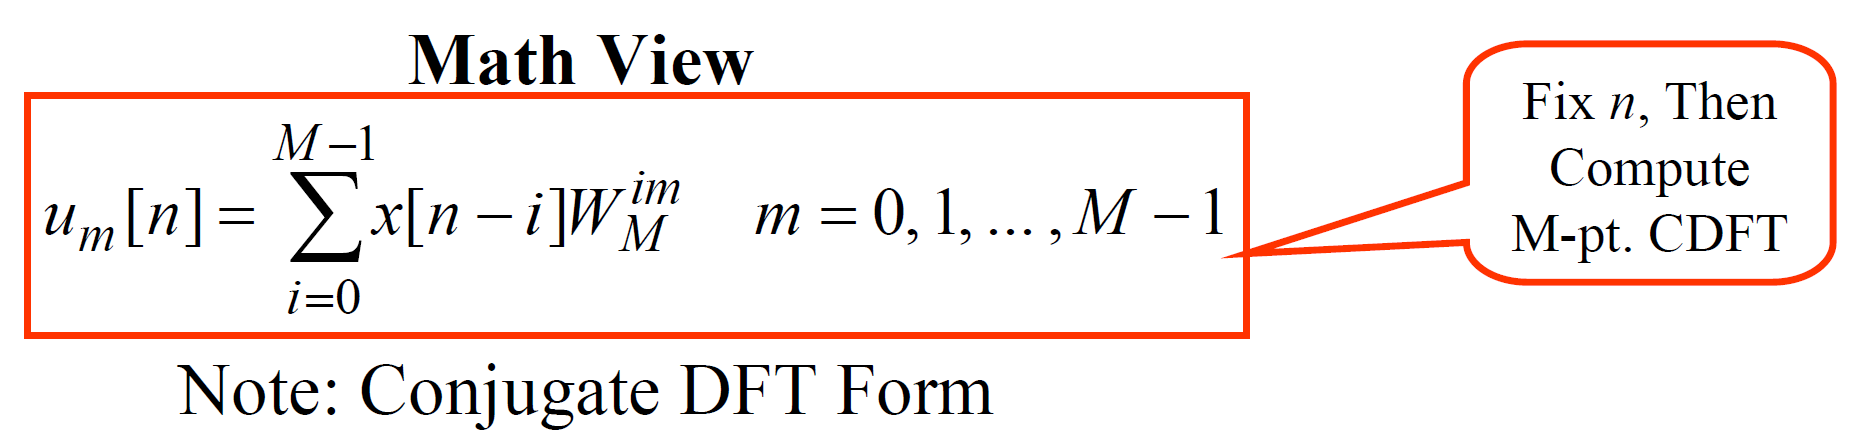 Math View
u_m[n] = \sum_{i=0}^{M-1} x[n-i]W_M^{im}   m = 0,1,...,M-1
Note: Conjugate DFT Form
Fix n, Then
Compute
M-pt. CDFT